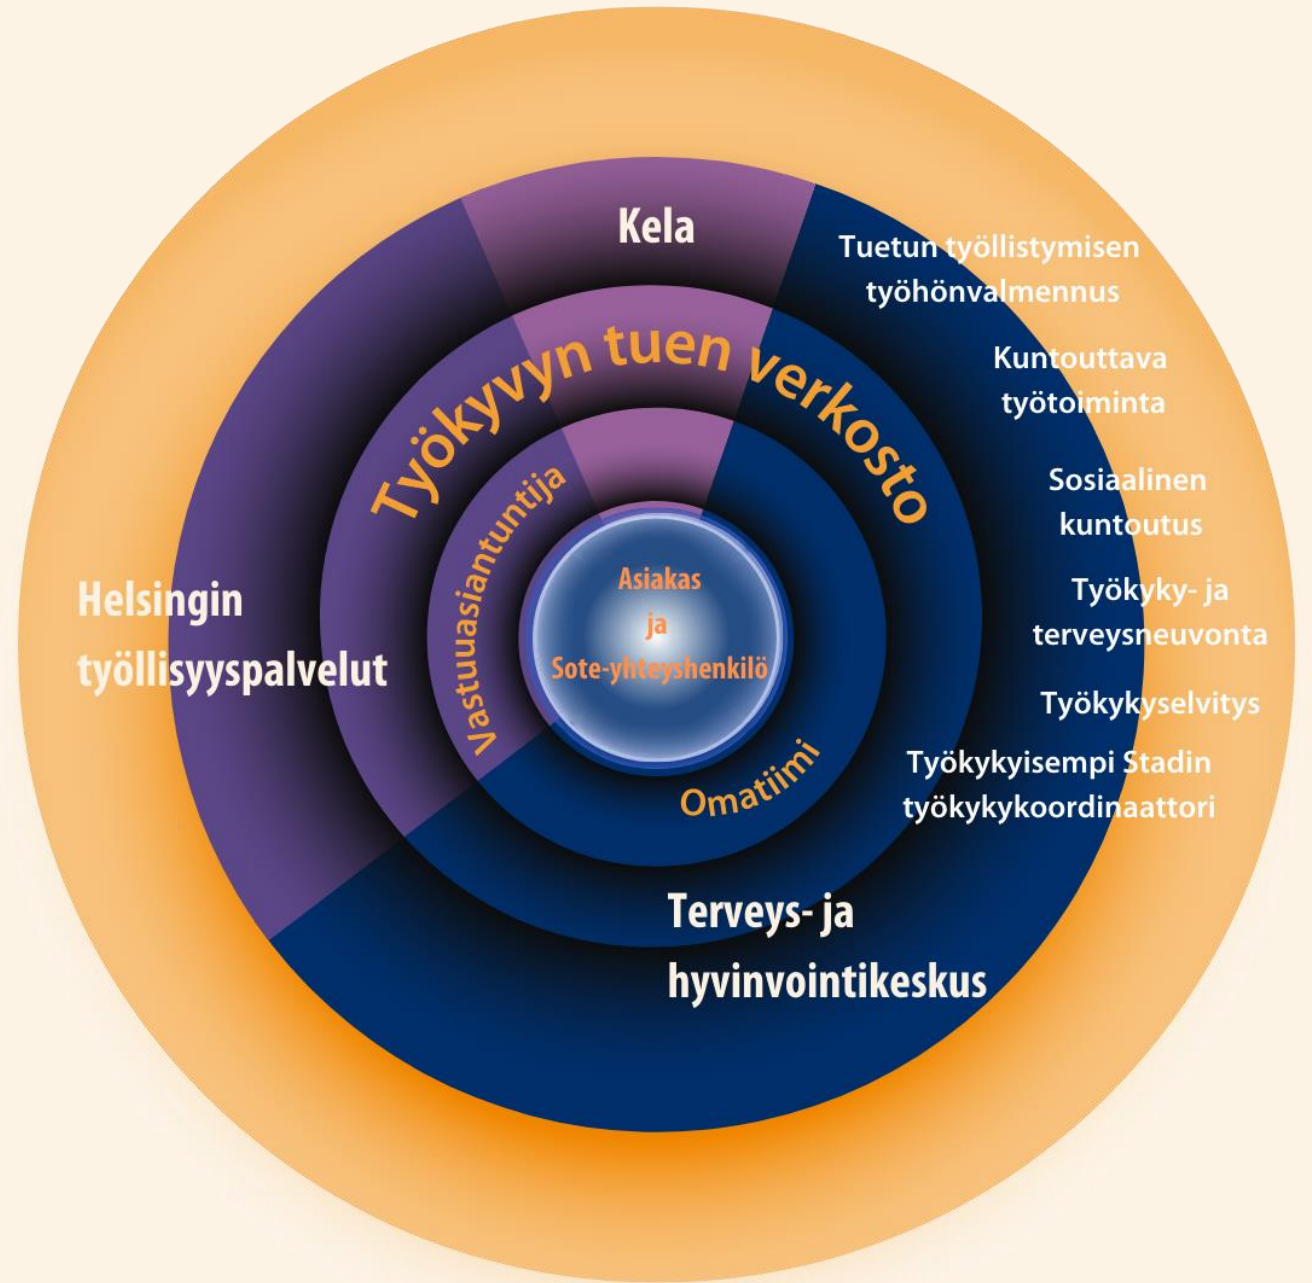 Kela
Tuetun työllistymisen
työhönvalmennus
Työkyvyn tuen verkosto
Kuntouttava
työtoiminta
Vastuuasiantuntija
Sosiaalinen
kuntoutus
Helsingin
työllisyyspalvelut
Asiakas
ja
Sote-yhteyshenkilö
Työkyky- ja
terveysneuvonta
Työkykyselvitys
Omatiimi
Työkykyisempi Stadin
työkykykoordinaattori
Terveys- ja
hyvinvointikeskus